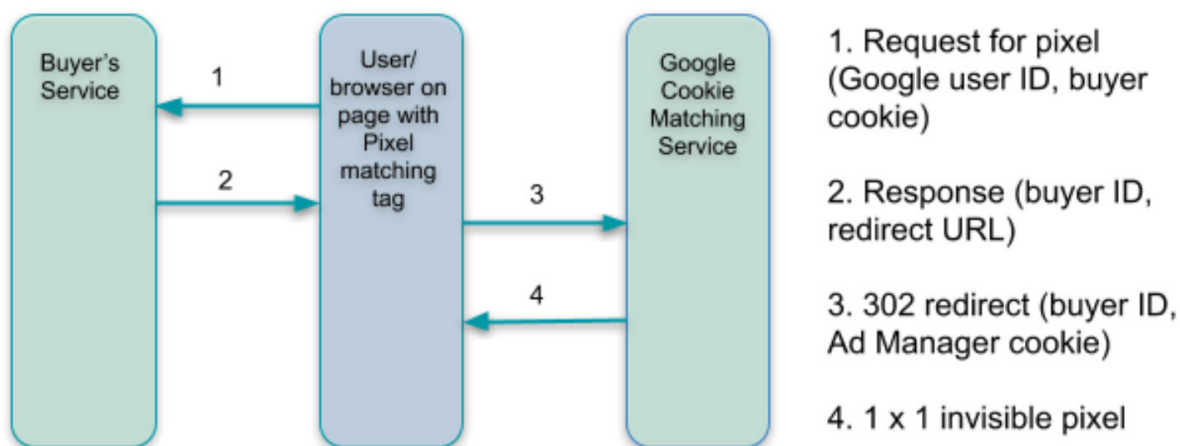 Buyer's
Service
1
2
User/
browser on
page with
Pixel
matching
tag
3
4
Google
Cookie
Matching
Service
1. Request for pixel
(Google user ID, buyer
cookie)
2. Response (buyer ID,
redirect URL)
3. 302 redirect (buyer ID,
Ad Manager cookie)
4. 1 x 1 invisible pixel